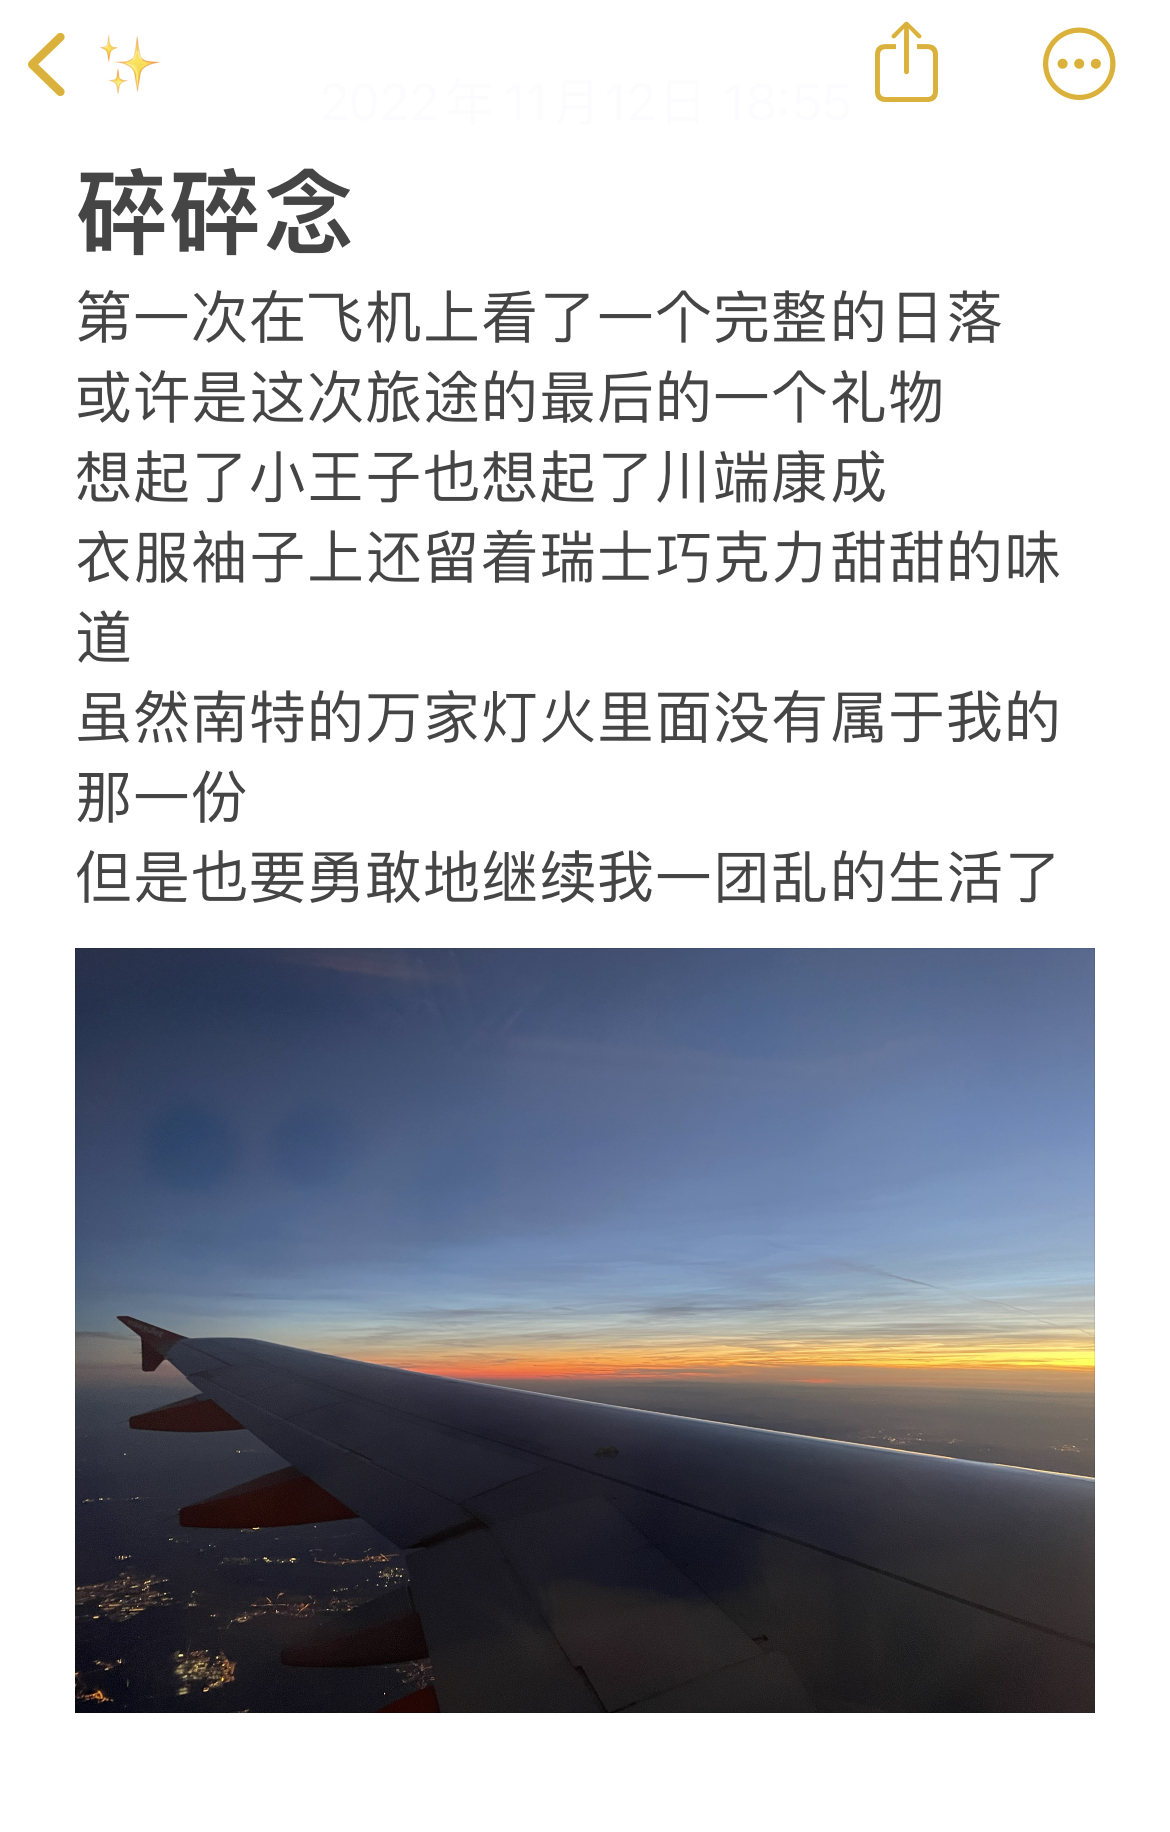 2022年11月12日 18:55
碎碎念
第一次在飞机上看了一个完整的日落
或许是这次旅途的最后的一个礼物
想起了小王子也想起了川端康成
衣服袖子上还留着瑞士巧克力甜甜的味
道
虽然南特的万家灯火里面没有属于我的
那一份
但是也要勇敢地继续我一团乱的生活了